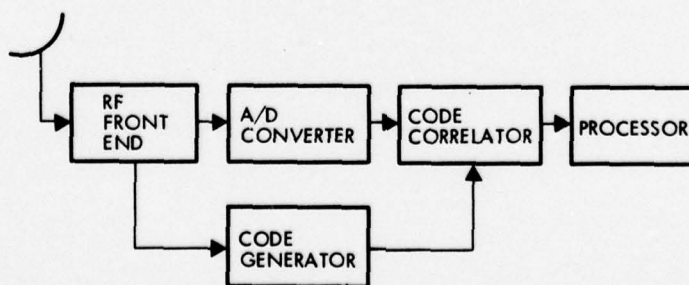 RF
FRONT
END
A/D
CONVERTER
CODE
CORRELATOR
PROCESSOR
CODE
GENERATOR